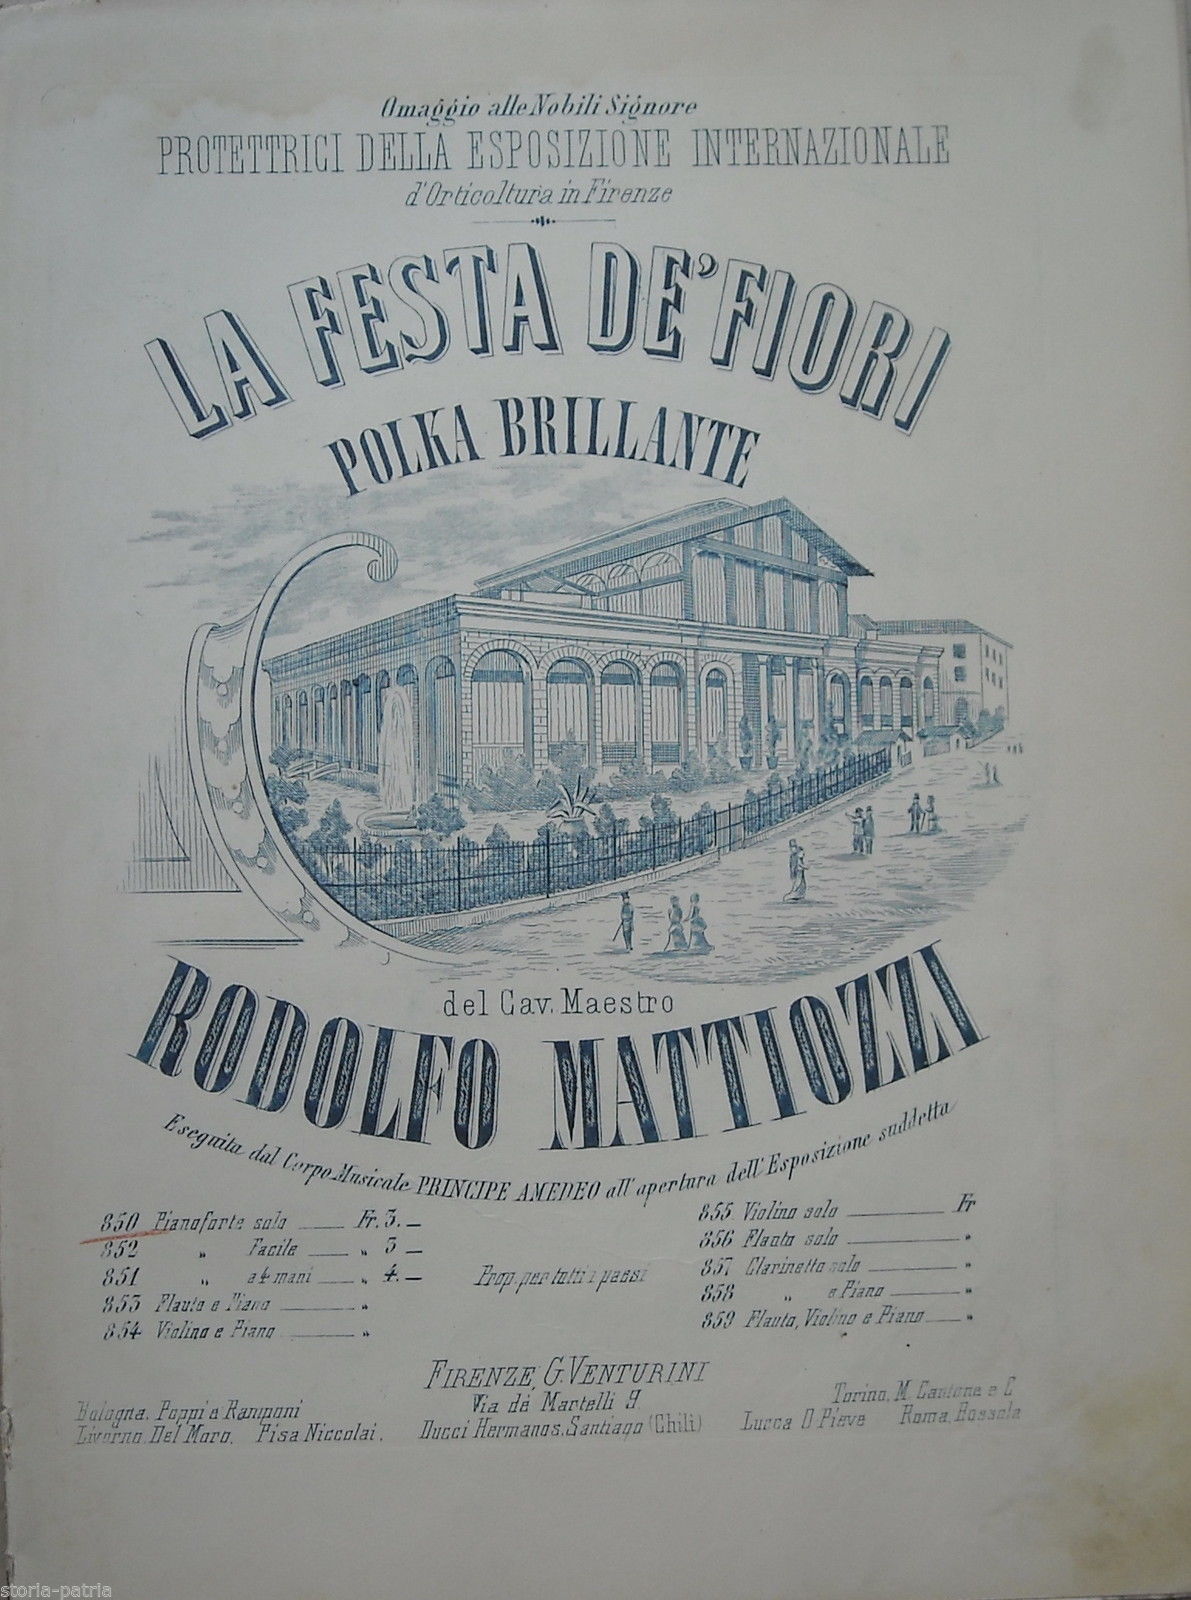 Omaggio alle Nobili Signore
PROTETTRICI DELLA ESPOSIZIONE INTERNAZIONALE
d'Orticoltura in Firenze
LA FESTA DE' FIORI
POLKA BRILLANTE
del Cav. Maestro
RODOLFO MATTIOZZI
Eseguita dal Corpo Musicale PRINCIPE AMEDEO all'apertura dell'Esposizione suddetta
850 Pianoforte solo Fr. 3. —
852 " Facile " 3 —
851 " a 4 mani " 4. —
853 Flauto e Piano "
854 Violino e Piano "
Prop. per tutti i paesi
855 Violino solo Fr
856 Flauto solo "
857 Clarinetto solo "
858 " e Piano "
859 Flauto, Violino e Piano "
FIRENZE, G. VENTURINI
Via de' Martelli 9.
Bologna. Poppi e Ramponi
Livorno, Del Moro. Pisa Niccolai.
Ducci Hermanos, Santiago (Chili)
Torino. M. Cantone e C
Lucca O Pieve Roma. Bossola
storia-patria